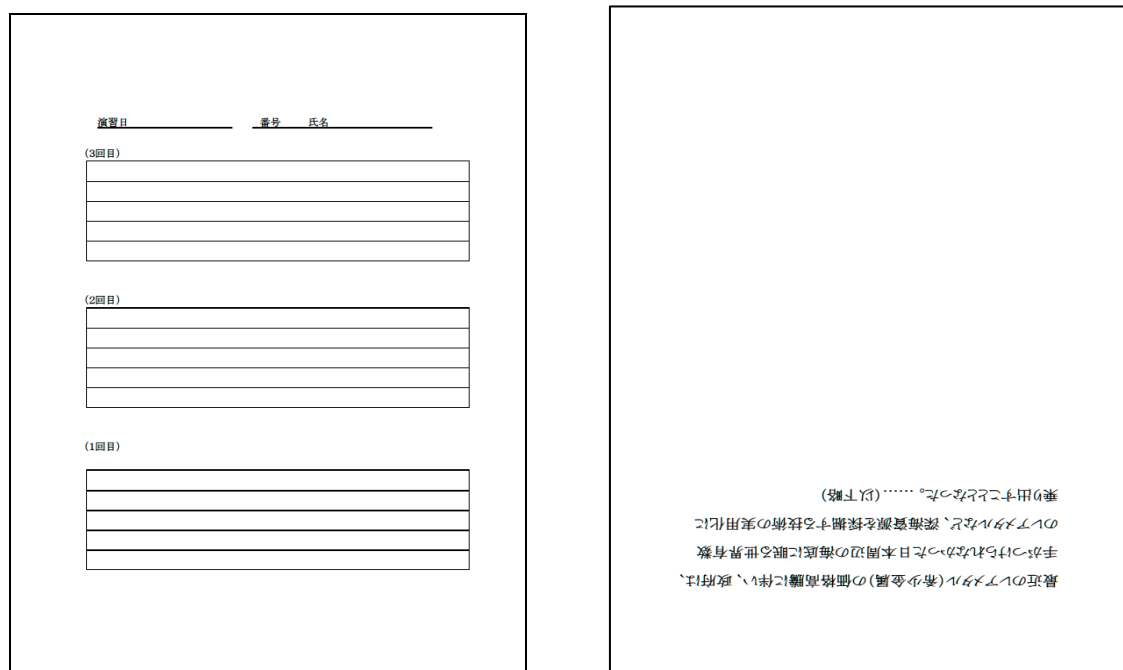 演習日 番号 氏名
(3回目)
(2回目)
(1回目)
最近のレアメタル(希少金属)の価格高騰に伴い、政府は、
手がつけられなかった日本周辺の海底に眠る世界有数
のレアメタルなど、深海資源を採掘する技術の実用化に
乗り出すこととなった。……(以下略)